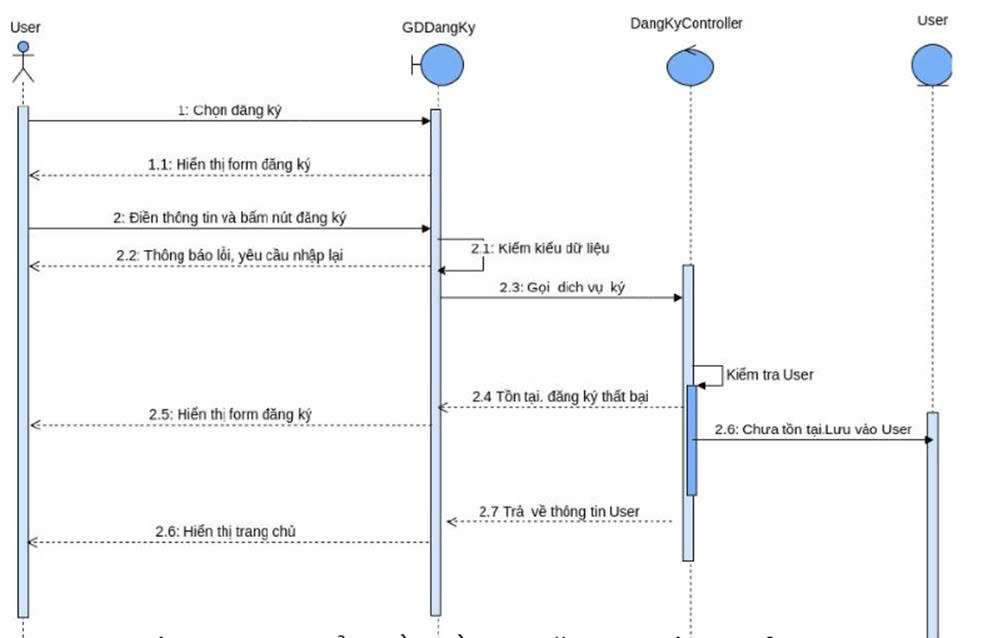 User
GDDangKy
DangKyController
User
1: Chọn đăng ký
1.1: Hiển thị form đăng ký
2: Điền thông tin và bấm nút đăng ký
2.1: Kiểm kiểu dữ liệu
2.2: Thông báo lỗi, yêu cầu nhập lại
2.3: Gọi dich vụ ký
Kiểm tra User
2.4 Tồn tại. đăng ký thất bại
2.5: Hiển thị form đăng ký
2.6: Chưa tồn tại.Lưu vào User
2.7 Trả về thông tin User
2.6: Hiển thị trang chủ